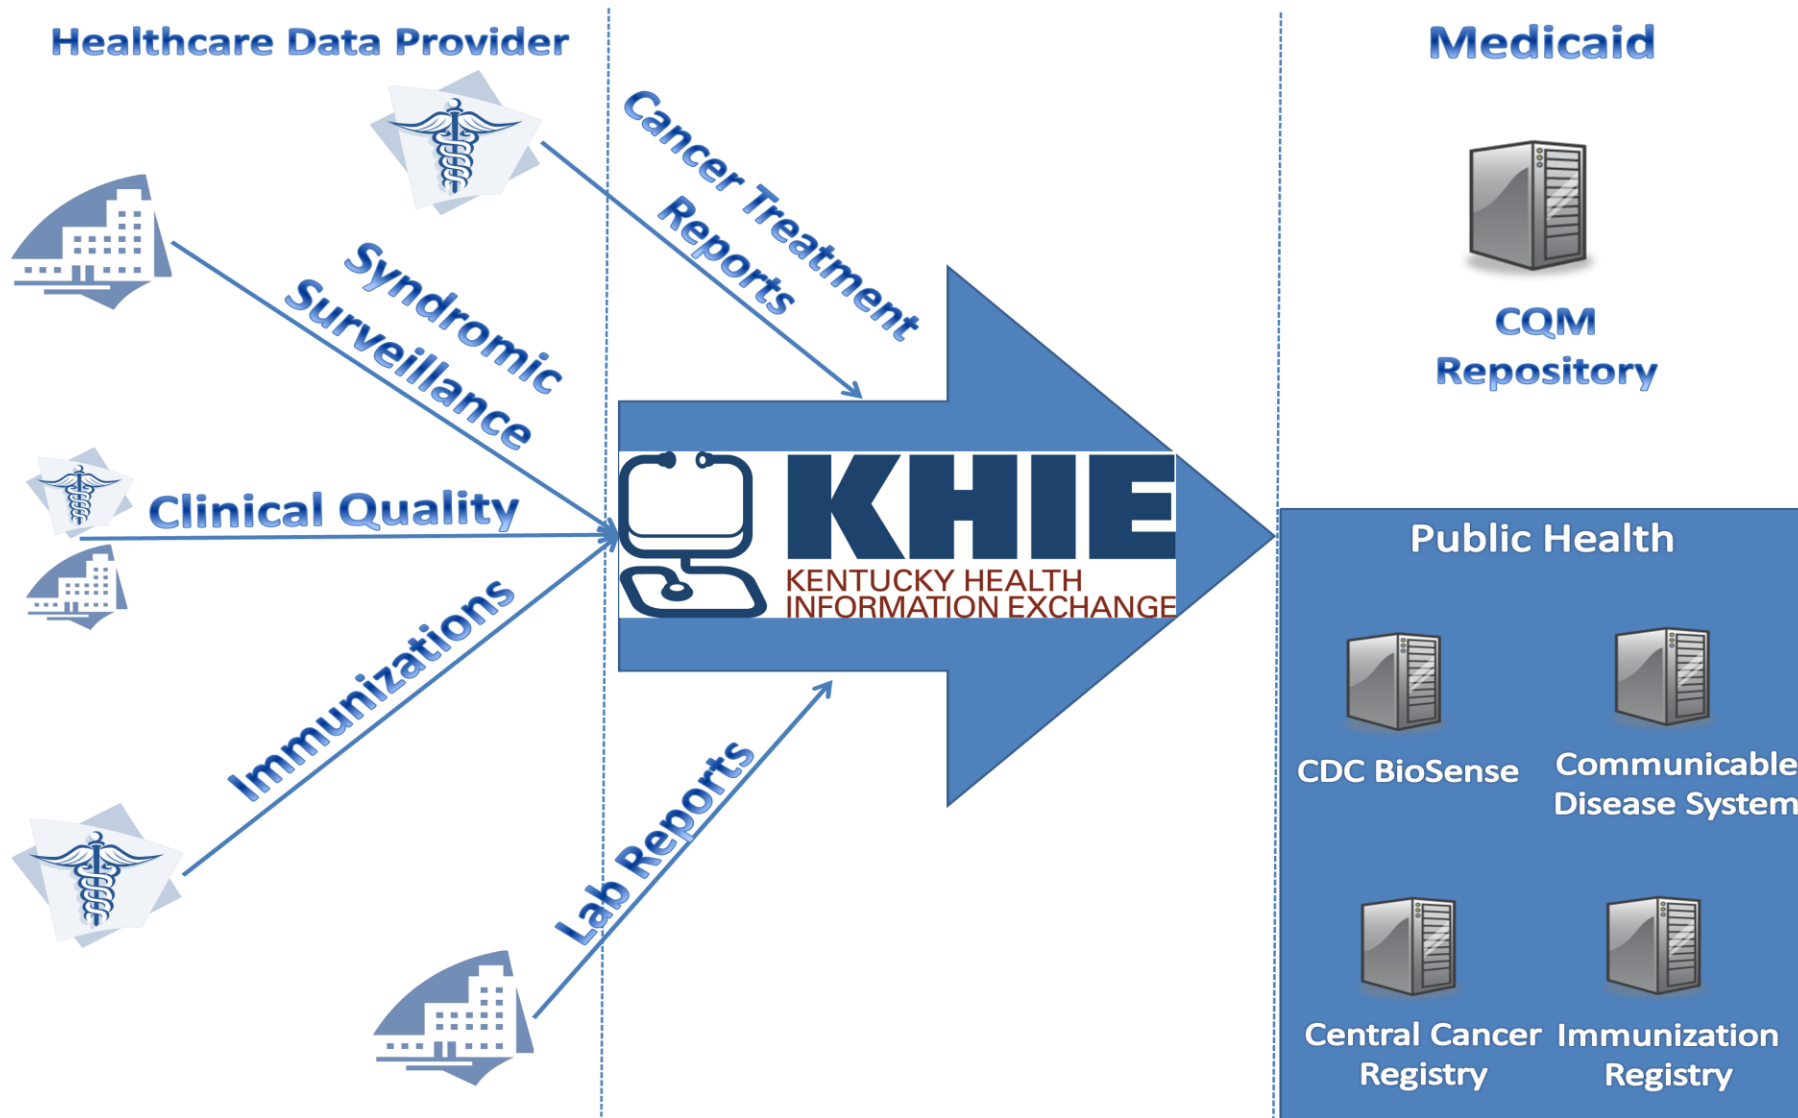 Healthcare Data Provider
Cancer Treatment
Reports
Syndromic
Surveillance
Clinical Quality
Immunizations
Lab Reports
KHIE
KENTUCKY HEALTH
INFORMATION EXCHANGE
Medicaid
CQM
Repository
Public Health
CDC BioSense
Communicable
Disease System
Central Cancer
Registry
Immunization
Registry